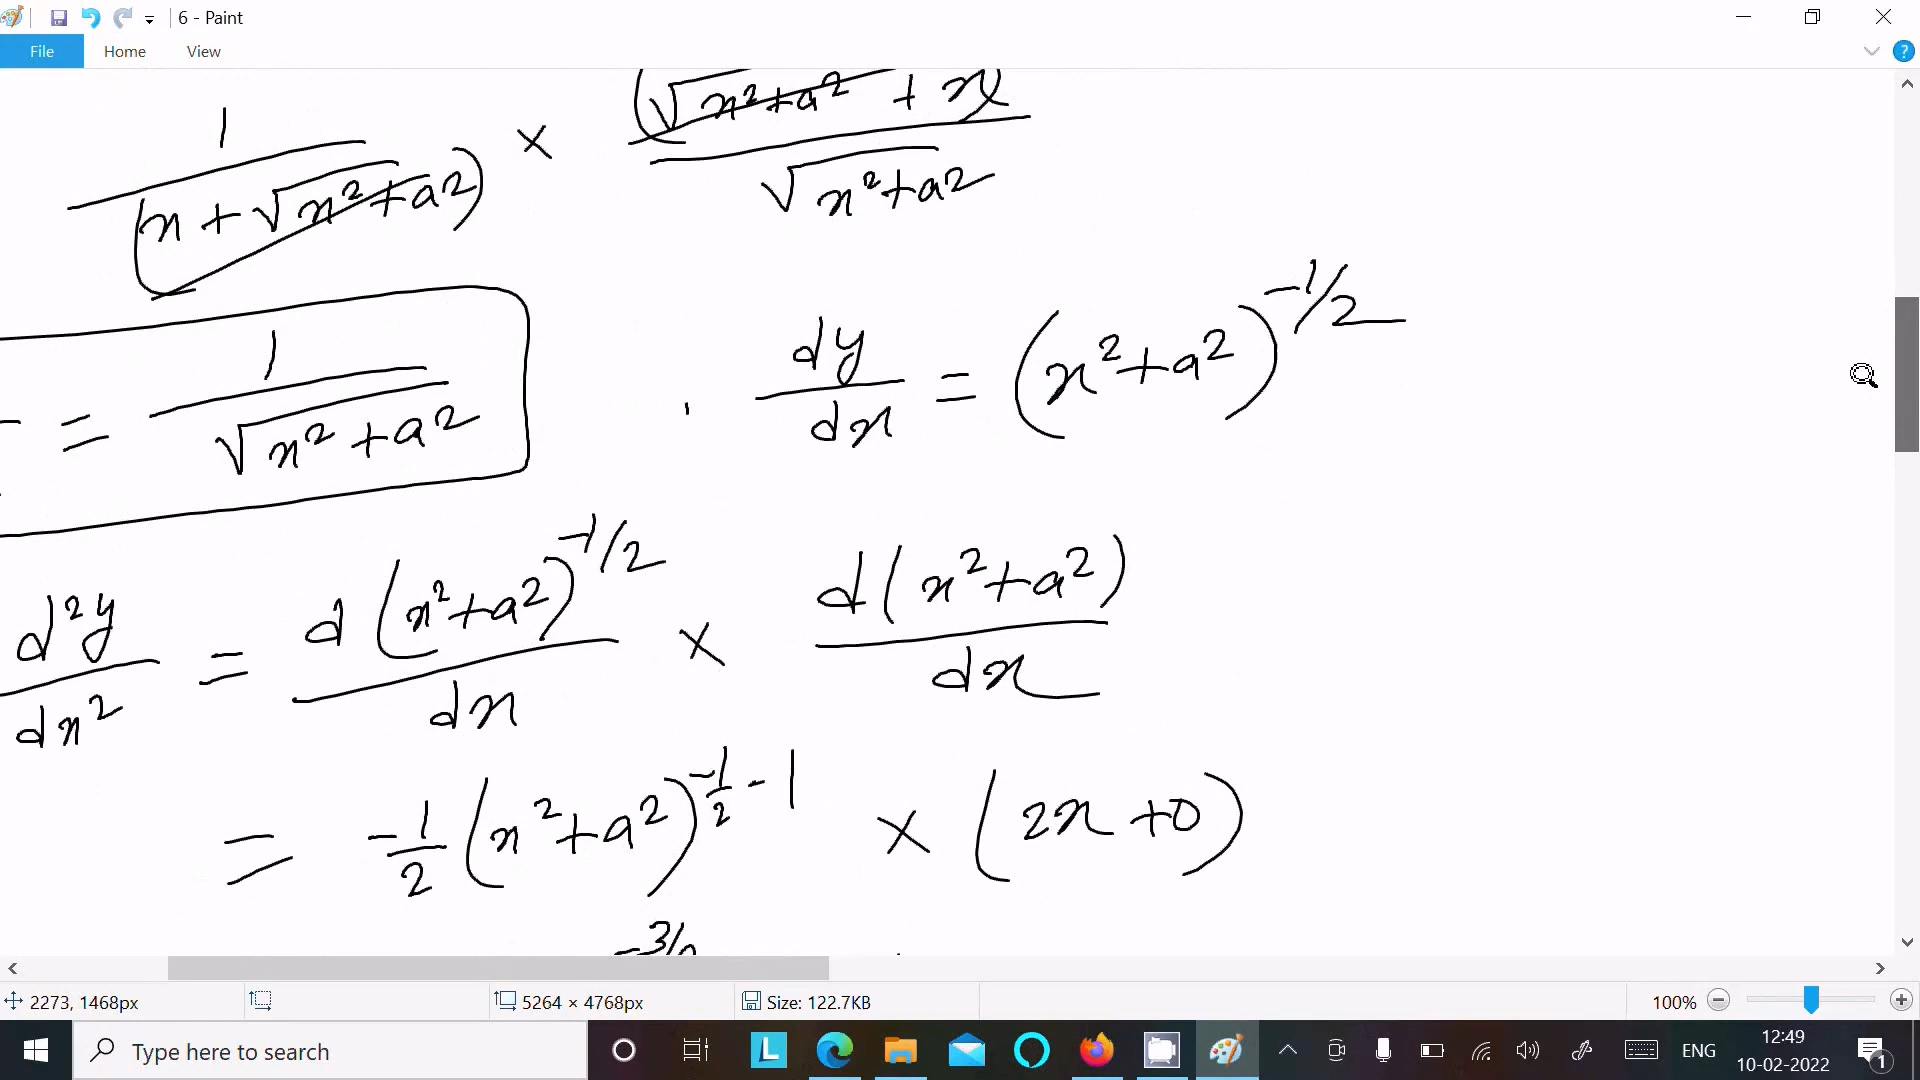 6 - Paint
File Home View
1/(x + √x²+a²) × (√x²+a² + x)/√x²+a²
= 1/√x²+a²
dy/dx = (x²+a²)^-1/2
d²y/dx² = d(x²+a²)^-1/2/dx × d(x²+a²)/dx
= -1/2 (x²+a²)^-1/2 - 1 × (2x+0)
-3/2
2273, 1468px 5264 × 4768px Size: 122.7KB 100%
Type here to search
L
ENG
12:49
10-02-2022
1